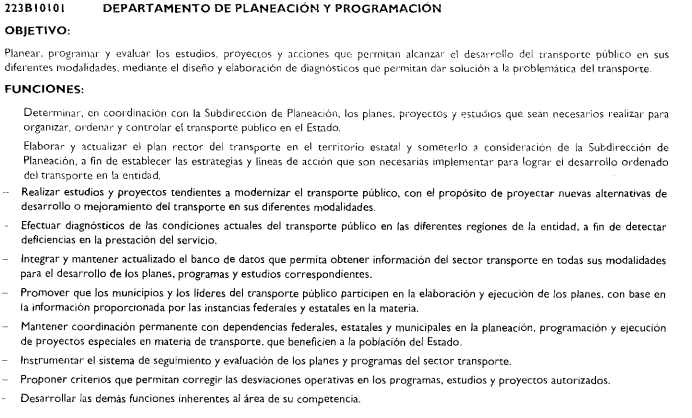 223B10101 DEPARTAMENTO DE PLANEACIÓN Y PROGRAMACIÓN
OBJETIVO:
Planear, programar y evaluar los estudios, proyectos y acciones que permitan alcanzar el desarrollo del transporte público en sus
diferentes modalidades, mediante el diseño y elaboración de diagnósticos que permitan dar solución a la problemática del transporte.
FUNCIONES:
Determinar, en coordinación con la Subdirección de Planeación, los planes, proyectos y estudios que sean necesarios realizar para
organizar, ordenar y controlar el transporte público en el Estado.
Elaborar y actualizar el plan rector del transporte en el territorio estatal y someterlo a consideración de la Subdirección de
Planeación, a fin de establecer las estrategias y líneas de acción que son necesarias implementar para lograr el desarrollo ordenado
del transporte en la entidad.
– Realizar estudios y proyectos tendientes a modernizar el transporte público, con el propósito de proyectar nuevas alternativas de
desarrollo o mejoramiento del transporte en sus diferentes modalidades.
– Efectuar diagnósticos de las condiciones actuales del transporte público en las diferentes regiones de la entidad, a fin de detectar
deficiencias en la prestación del servicio.
– Integrar y mantener actualizado el banco de datos que permita obtener información del sector transporte en todas sus modalidades
para el desarrollo de los planes, programas y estudios correspondientes.
– Promover que los municipios y los líderes del transporte público participen en la elaboración y ejecución de los planes, con base en
la información proporcionada por las instancias federales y estatales en la materia.
– Mantener coordinación permanente con dependencias federales, estatales y municipales en la planeación, programación y ejecución
de proyectos especiales en materia de transporte, que beneficien a la población del Estado.
– Instrumentar el sistema de seguimiento y evaluación de los planes y programas del sector transporte.
– Proponer criterios que permitan corregir las desviaciones operativas en los programas, estudios y proyectos autorizados.
– Desarrollar las demás funciones inherentes al área de su competencia.